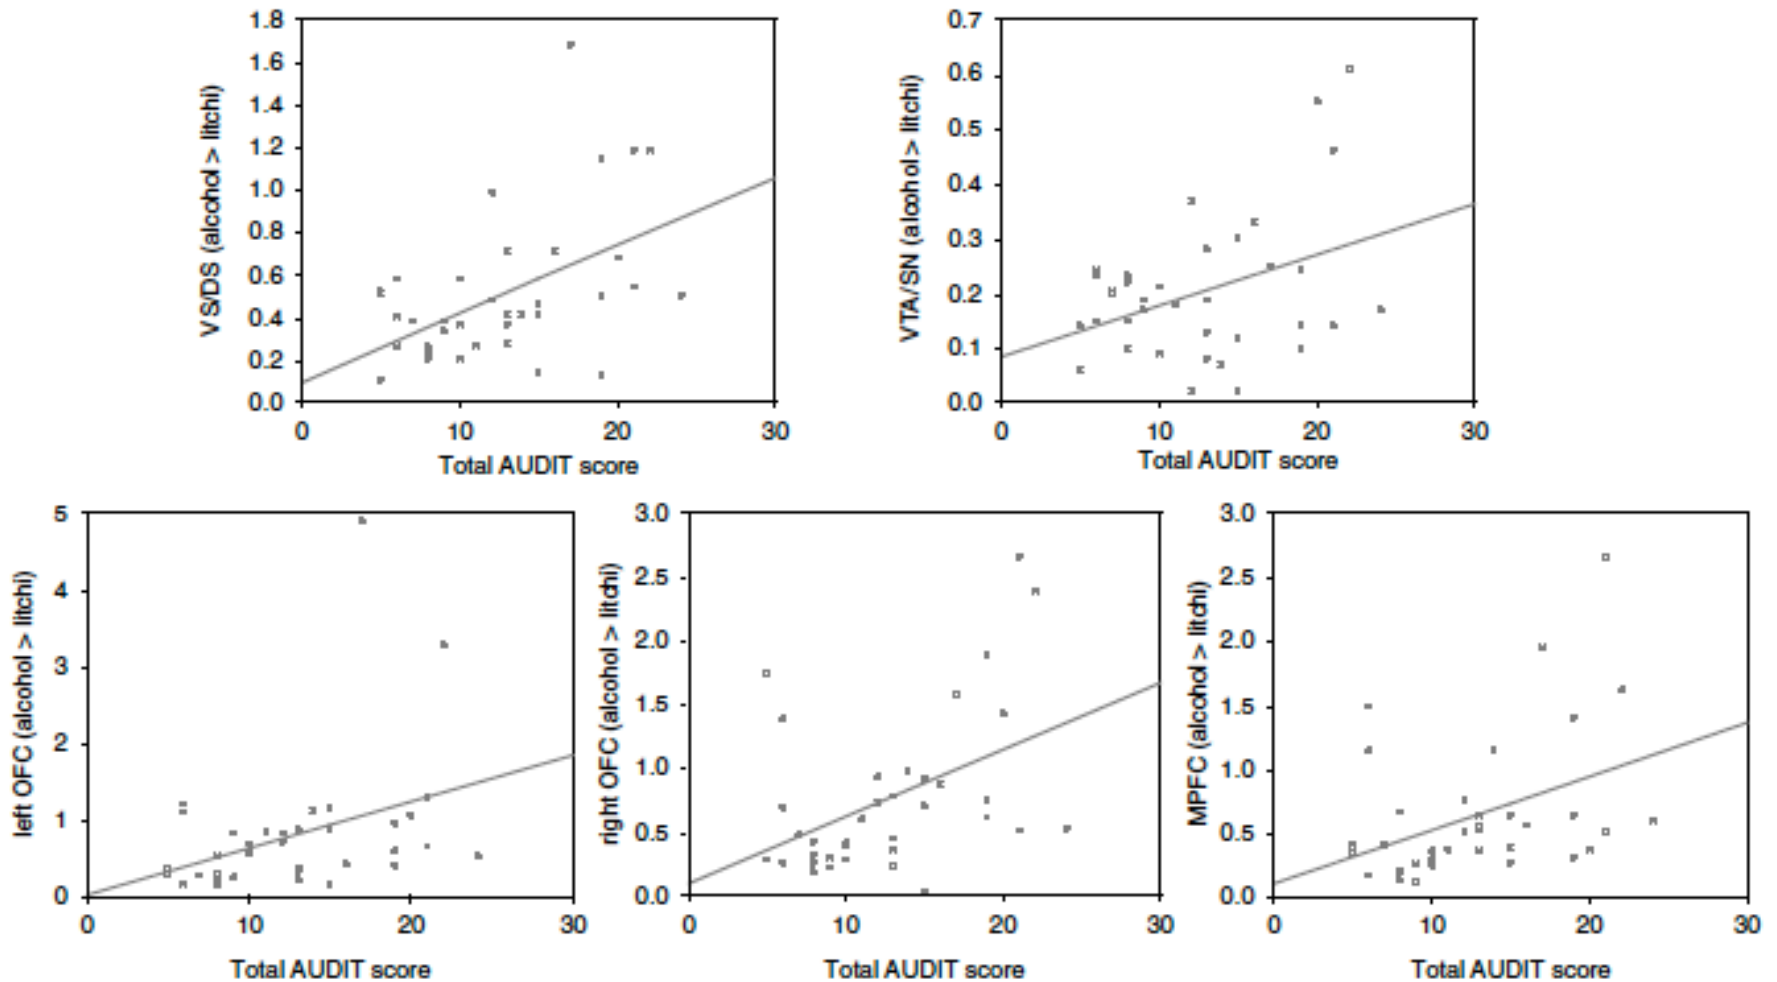 1.8
1.6
1.4
1.2
1.0
0.8
0.6
0.4
0.2
0.0
VS/DS (alcohol > litchi)
0 10 20 30
Total AUDIT score
0.7
0.6
0.5
0.4
0.3
0.2
0.1
0.0
VTA/SN (alcohol > litchi)
0 10 20 30
Total AUDIT score
5
4
3
2
1
0
left OFC (alcohol > litchi)
0 10 20 30
Total AUDIT score
3.0
2.5
2.0
1.5
1.0
0.5
0.0
right OFC (alcohol > litchi)
0 10 20 30
Total AUDIT score
3.0
2.5
2.0
1.5
1.0
0.5
0.0
MPFC (alcohol > litchi)
0 10 20 30
Total AUDIT score